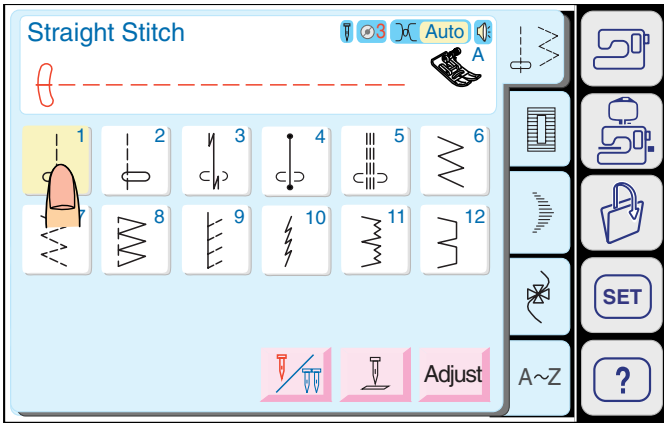 Straight Stitch
3 Auto
A
1 2 3 4 5 6
7 8 9 10 11 12
Adjust
A~Z
SET
?